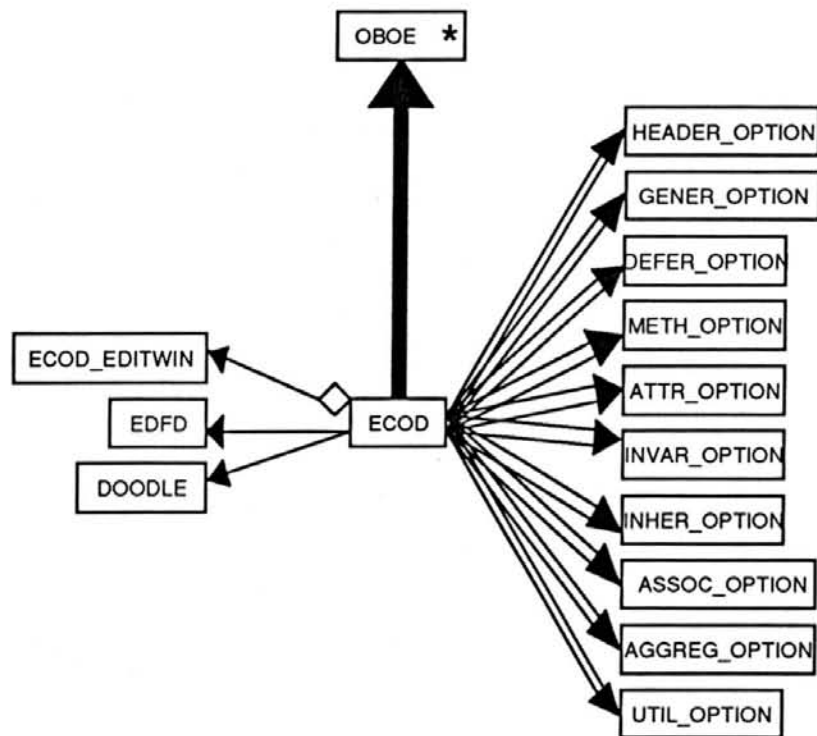 OBOE *
HEADER_OPTION
GENER_OPTION
DEFER_OPTION
METH_OPTION
ECOD_EDITWIN
ATTR_OPTION
EDFD
ECOD
INVAR_OPTION
DOODLE
INHER_OPTION
ASSOC_OPTION
AGGREG_OPTION
UTIL_OPTION